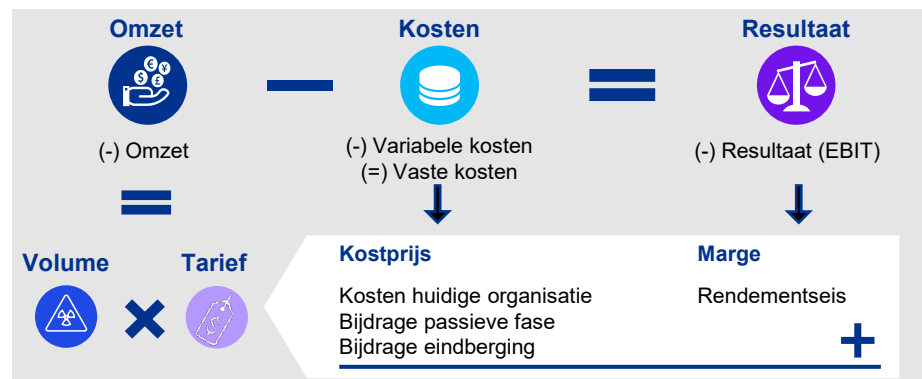 Omzet
Kosten
Resultaat
(-) Omzet
(-) Variabele kosten
(=) Vaste kosten
(-) Resultaat (EBIT)
Volume
Tarief
Kostprijs
Marge
Kosten huidige organisatie
Rendementseis
Bijdrage passieve fase
Bijdrage eindberging